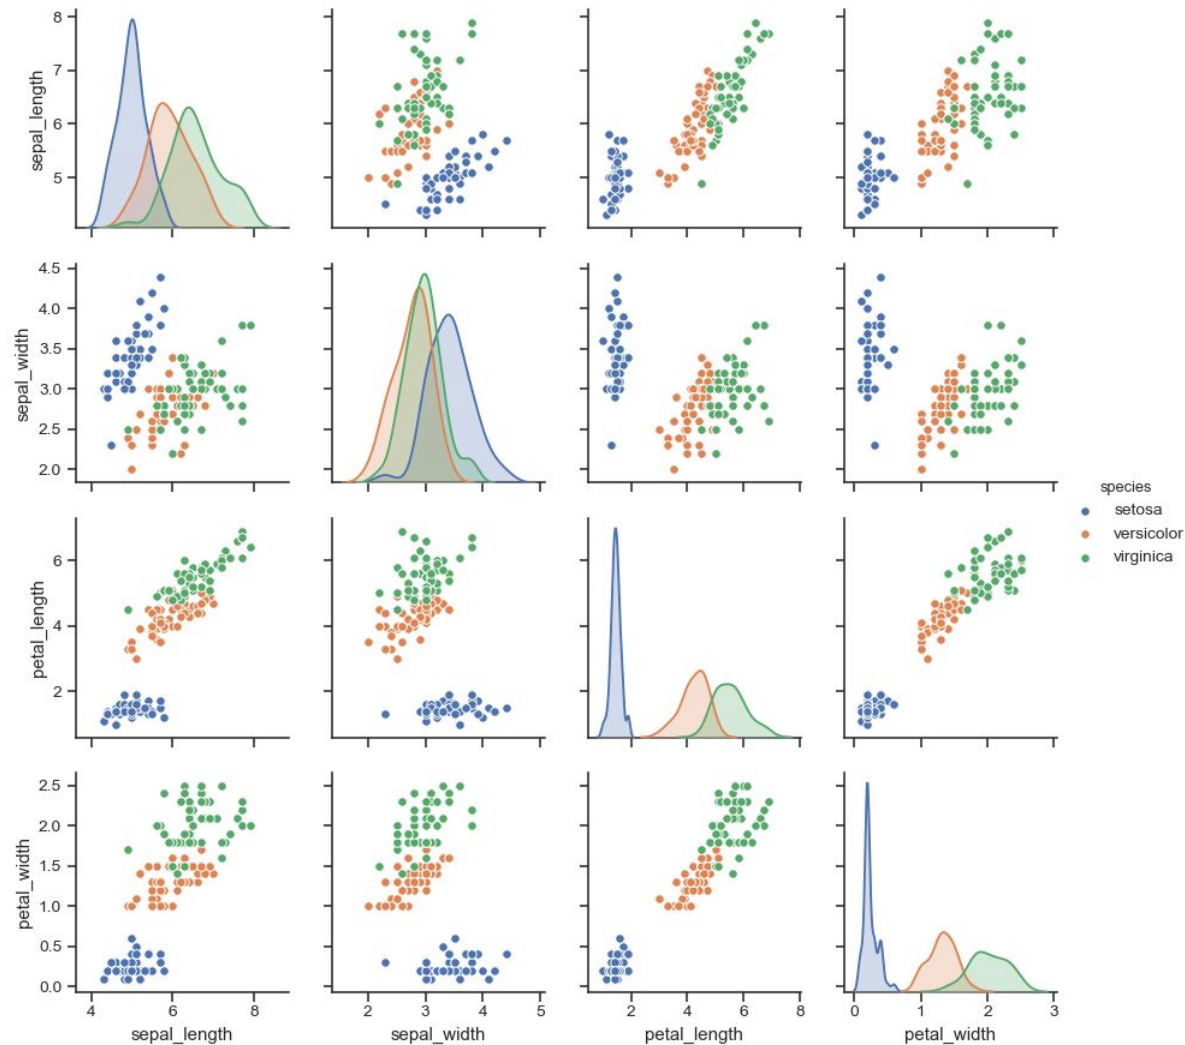 8
7
6
5
sepal_length
4 6 8
2 3 4 5
2 4 6 8
0 1 2 3
4.5
4.0
3.5
3.0
2.5
2.0
sepal_width
species
setosa
versicolor
virginica
6
4
2
petal_length
2.5
2.0
1.5
1.0
0.5
0.0
petal_width
sepal_length sepal_width petal_length petal_width